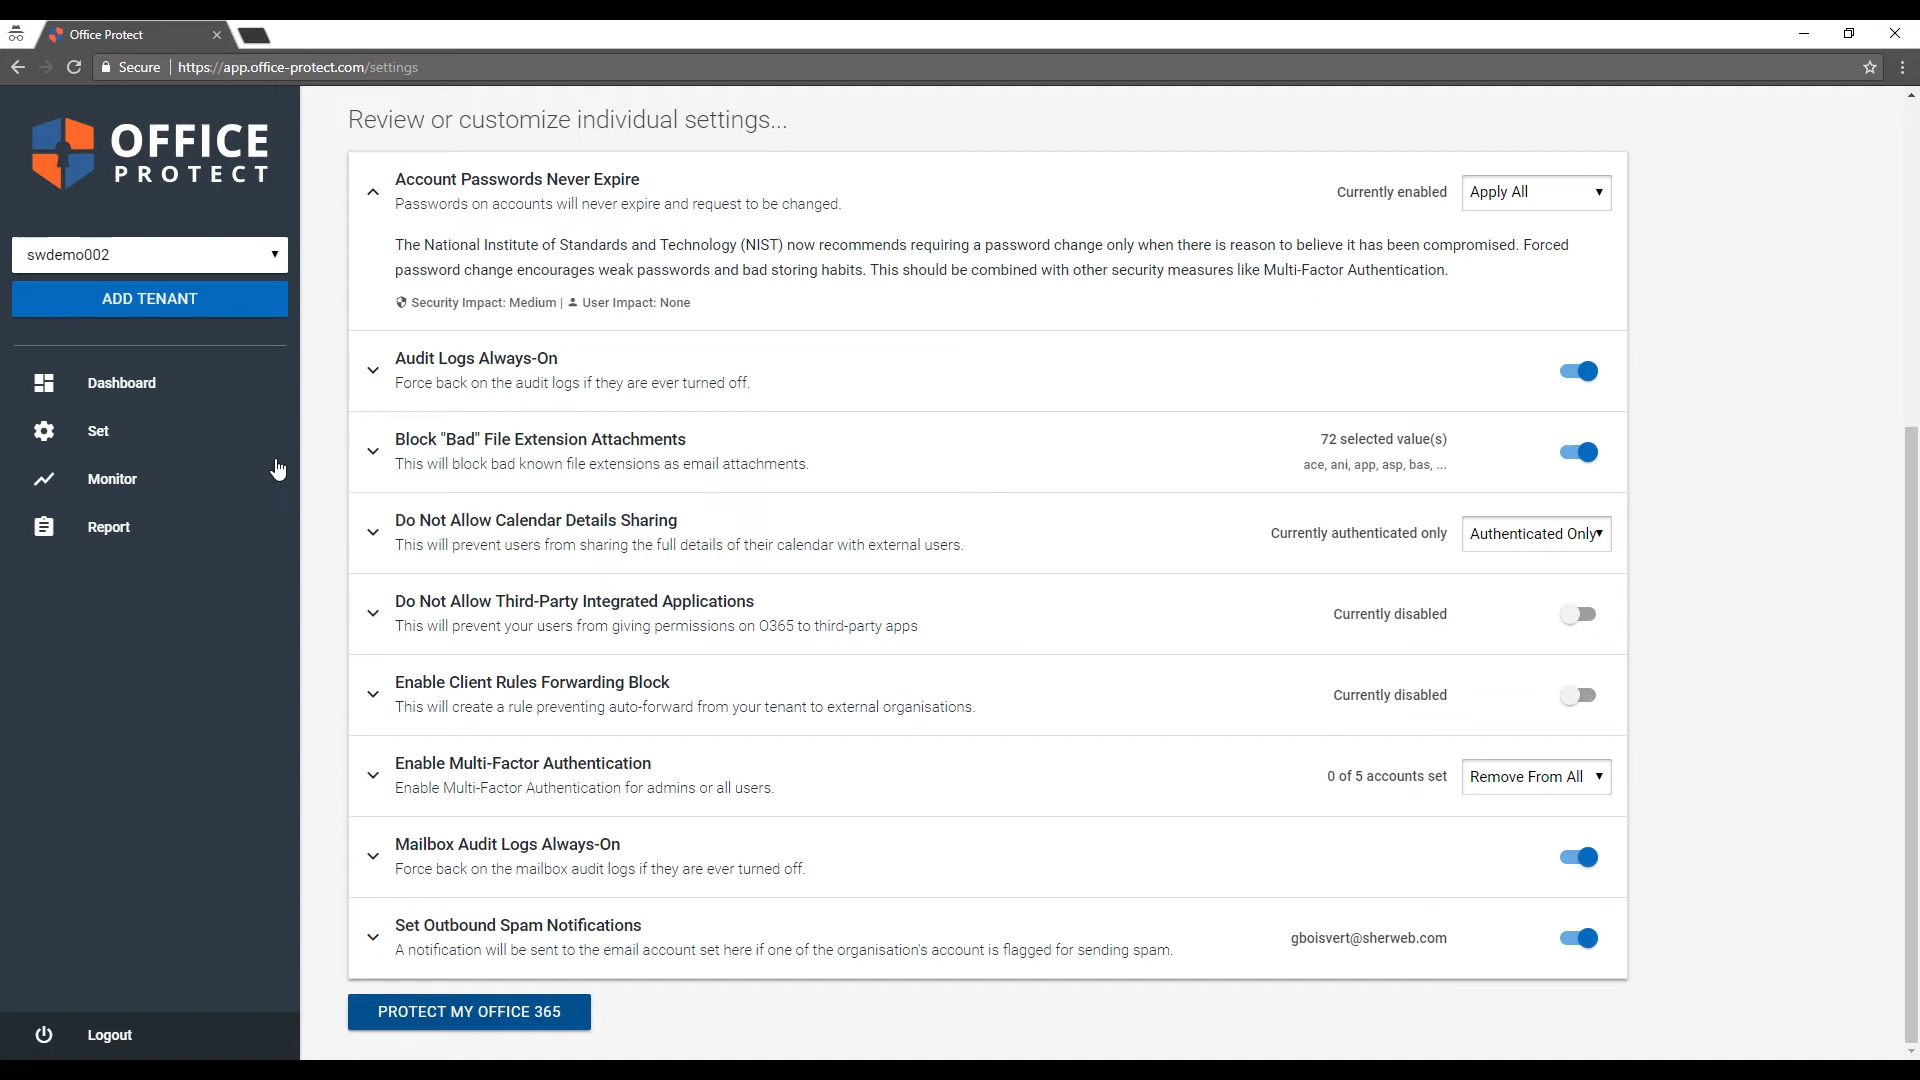 Office Protect
Secure
https://app.office-protect.com/settings
OFFICE
PROTECT
swdemo002
ADD TENANT
Dashboard
Set
Monitor
Report
Logout
Review or customize individual settings...
Account Passwords Never Expire
Passwords on accounts will never expire and request to be changed.
Currently enabled
Apply All
The National Institute of Standards and Technology (NIST) now recommends requiring a password change only when there is reason to believe it has been compromised. Forced
password change encourages weak passwords and bad storing habits. This should be combined with other security measures like Multi-Factor Authentication.
Security Impact: Medium | User Impact: None
Audit Logs Always-On
Force back on the audit logs if they are ever turned off.
Block "Bad" File Extension Attachments
This will block bad known file extensions as email attachments.
72 selected value(s)
ace, ani, app, asp, bas, ...
Do Not Allow Calendar Details Sharing
This will prevent users from sharing the full details of their calendar with external users.
Currently authenticated only
Authenticated Only
Do Not Allow Third-Party Integrated Applications
This will prevent your users from giving permissions on O365 to third-party apps
Currently disabled
Enable Client Rules Forwarding Block
This will create a rule preventing auto-forward from your tenant to external organisations.
Currently disabled
Enable Multi-Factor Authentication
Enable Multi-Factor Authentication for admins or all users.
0 of 5 accounts set
Remove From All
Mailbox Audit Logs Always-On
Force back on the mailbox audit logs if they are ever turned off.
Set Outbound Spam Notifications
A notification will be sent to the email account set here if one of the organisation's account is flagged for sending spam.
gboisvert@sherweb.com
PROTECT MY OFFICE 365